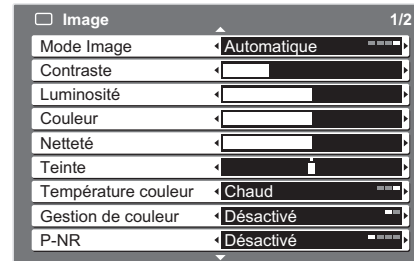 Image 1/2
Mode Image Automatique
Contraste
Luminosité
Couleur
Netteté
Teinte
Température couleur Chaud
Gestion de couleur Désactivé
P-NR Désactivé